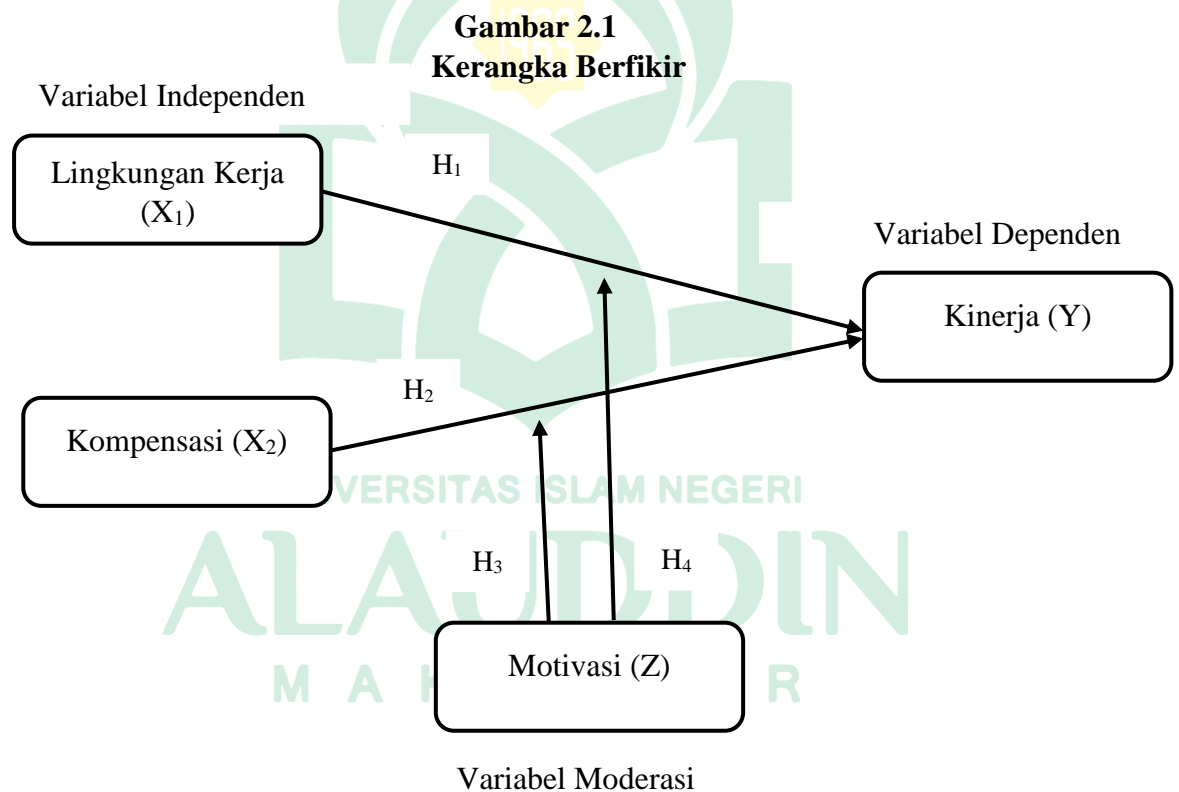 Gambar 2.1
Kerangka Berfikir
Variabel Independen
Lingkungan Kerja
(X₁)
H₁
Variabel Dependen
Kinerja (Y)
H₂
Kompensasi (X₂)
VERSITAS ISLAM NEGERI
ALAUDDIN
H₃
H₄
Motivasi (Z)
M A K R
Variabel Moderasi